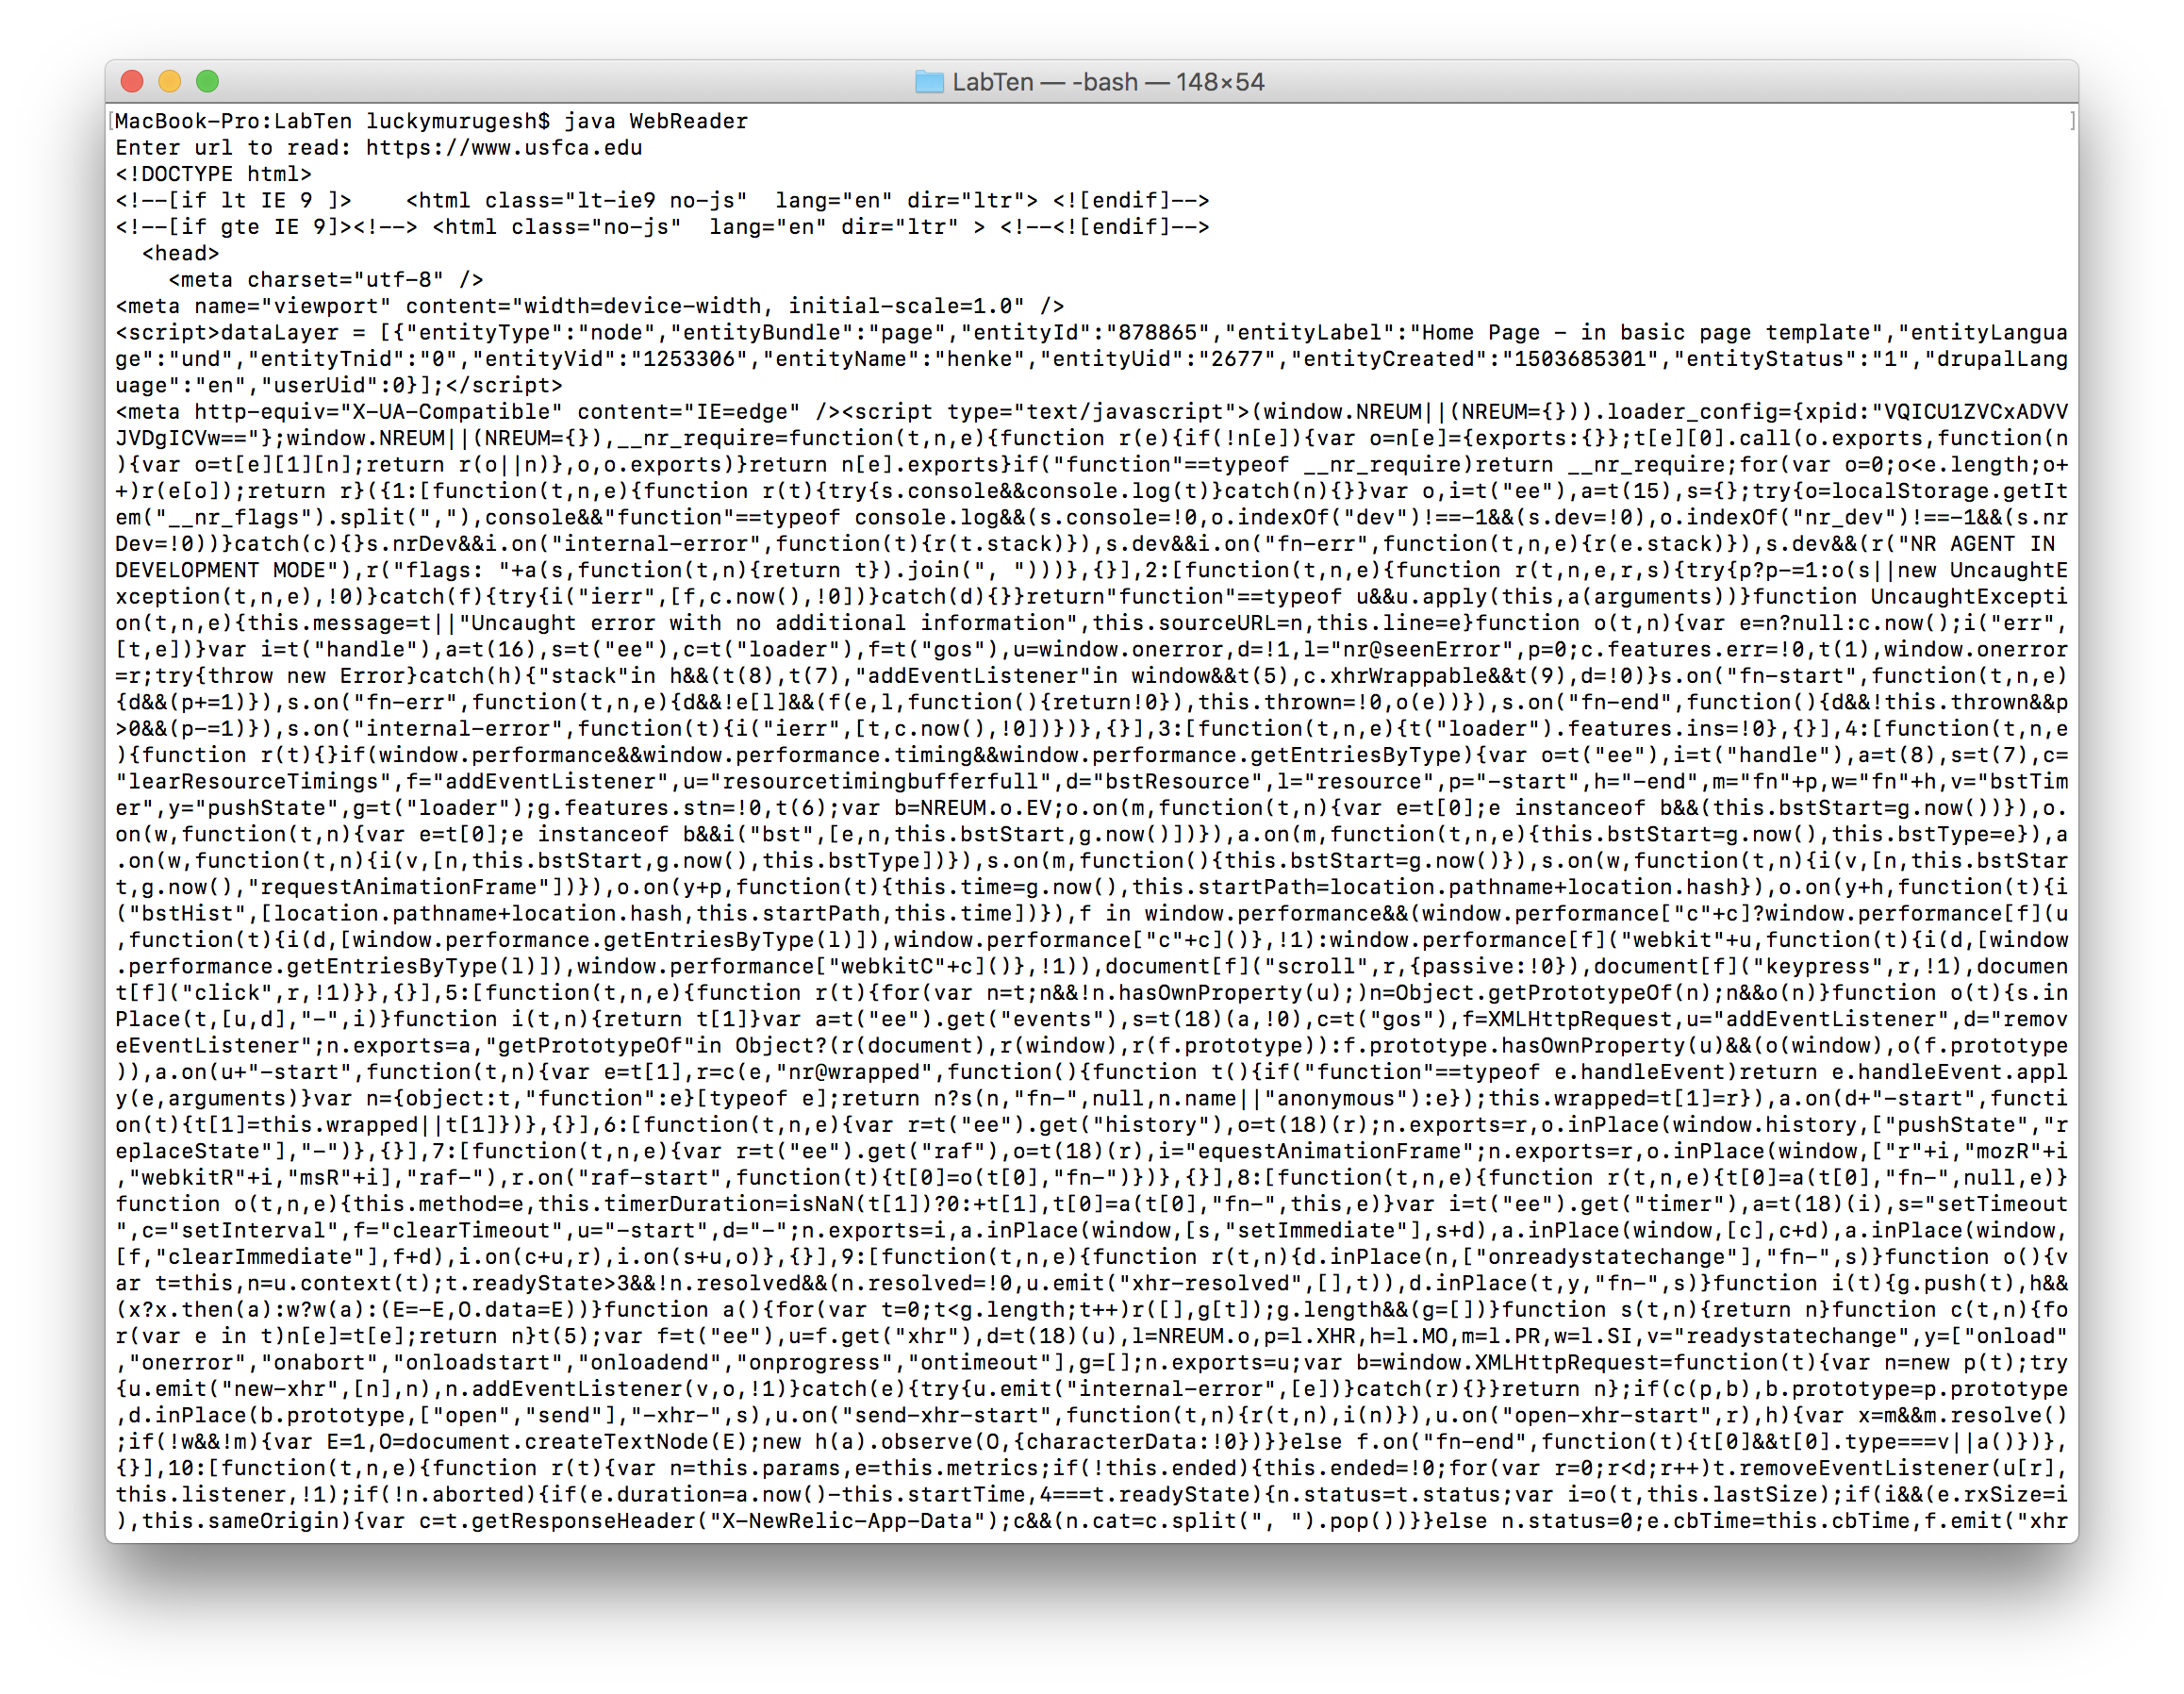 LabTen — -bash — 148×54
MacBook-Pro:LabTen luckymurugesh$ java WebReader
Enter url to read: https://www.usfca.edu
<!DOCTYPE html>
<!--[if lt IE 9 ]>    <html class="lt-ie9 no-js"  lang="en" dir="ltr"> <![endif]-->
<!--[if gte IE 9]><!--> <html class="no-js"  lang="en" dir="ltr" > <!--<![endif]-->
  <head>
    <meta charset="utf-8" />
<meta name="viewport" content="width=device-width, initial-scale=1.0" />
<script>dataLayer = [{"entityType":"node","entityBundle":"page","entityId":"878865","entityLabel":"Home Page - in basic page template","entityLangua
ge":"und","entityTnid":"0","entityVid":"1253306","entityName":"henke","entityUid":"2677","entityCreated":"1503685301","entityStatus":"1","drupalLang
uage":"en","userUid":0}];</script>
<meta http-equiv="X-UA-Compatible" content="IE=edge" /><script type="text/javascript">(window.NREUM||(NREUM={})).loader_config={xpid:"VQICU1ZVCxADVV
JVDgICVw=="};window.NREUM||(NREUM={}),__nr_require=function(t,n,e){function r(e){if(!n[e]){var o=n[e]={exports:{}};t[e][0].call(o.exports,function(n
){var o=t[e][1][n];return r(o||n)},o,o.exports)}return n[e].exports}if("function"==typeof __nr_require)return __nr_require;for(var o=0;o<e.length;o+
+)r(e[o]);return r}({1:[function(t,n,e){function r(t){try{s.console&&console.log(t)}catch(n){}}var o,i=t("ee"),a=t(15),s={};try{o=localStorage.getIt
em("__nr_flags").split(","),console&&"function"==typeof console.log&&(s.console=!0,o.indexOf("dev")!==-1&&(s.dev=!0),o.indexOf("nr_dev")!==-1&&(s.nr
Dev=!0))}catch(c){}s.nrDev&&i.on("internal-error",function(t){r(t.stack)}),s.dev&&i.on("fn-err",function(t,n,e){r(e.stack)}),s.dev&&(r("NR AGENT IN 
DEVELOPMENT MODE"),r("flags: "+a(s,function(t,n){return t}).join(", ")))},{}],2:[function(t,n,e){function r(t,n,e,r,s){try{p?p-=1:o(s||new UncaughtE
xception(t,n,e),!0)}catch(f){try{i("ierr",[f,c.now(),!0])}catch(d){}}return"function"==typeof u&&u.apply(this,a(arguments))}function UncaughtExcepti
on(t,n,e){this.message=t||"Uncaught error with no additional information",this.sourceURL=n,this.line=e}function o(t,n){var e=n?null:c.now();i("err",
[t,e])}var i=t("handle"),a=t(16),s=t("ee"),c=t("loader"),f=t("gos"),u=window.onerror,d=!1,l="nr@seenError",p=0;c.features.err=!0,t(1),window.onerror
=r;try{throw new Error}catch(h){"stack"in h&&(t(8),t(7),"addEventListener"in window&&t(5),c.xhrWrappable&&t(9),d=!0)}s.on("fn-start",function(t,n,e)
{d&&(p+=1)}),s.on("fn-err",function(t,n,e){d&&!e[l]&&(f(e,l,function(){return!0}),this.thrown=!0,o(e))}),s.on("fn-end",function(){d&&!this.thrown&&p
>0&&(p-=1)}),s.on("internal-error",function(t){i("ierr",[t,c.now(),!0])})},{}],3:[function(t,n,e){t("loader").features.ins=!0},{}],4:[function(t,n,e
){function r(t){}if(window.performance&&window.performance.timing&&window.performance.getEntriesByType){var o=t("ee"),i=t("handle"),a=t(8),s=t(7),c=
"learResourceTimings",f="addEventListener",u="resourcetimingbufferfull",d="bstResource",l="resource",p="-start",h="-end",m="fn"+p,w="fn"+h,v="bstTim
er",y="pushState",g=t("loader");g.features.stn=!0,t(6);var b=NREUM.o.EV;o.on(m,function(t,n){var e=t[0];e instanceof b&&(this.bstStart=g.now())}),o.
on(w,function(t,n){var e=t[0];e instanceof b&&i("bst",[e,n,this.bstStart,g.now()])}),a.on(m,function(t,n,e){this.bstStart=g.now(),this.bstType=e}),a
.on(w,function(t,n){i(v,[n,this.bstStart,g.now(),this.bstType])}),s.on(m,function(){this.bstStart=g.now()}),s.on(w,function(t,n){i(v,[n,this.bstStar
t,g.now(),"requestAnimationFrame"])}),o.on(y+p,function(t){this.time=g.now(),this.startPath=location.pathname+location.hash}),o.on(y+h,function(t){i
("bstHist",[location.pathname+location.hash,this.startPath,this.time])}),f in window.performance&&(window.performance["c"+c]?window.performance[f](u
,function(t){i(d,[window.performance.getEntriesByType(l)]),window.performance["c"+c]()},!1):window.performance[f]("webkit"+u,function(t){i(d,[window
.performance.getEntriesByType(l)]),window.performance["webkitC"+c]()},!1)),document[f]("scroll",r,{passive:!0}),document[f]("keypress",r,!1),documen
t[f]("click",r,!1)}},{}],5:[function(t,n,e){function r(t){for(var n=t;n&&!n.hasOwnProperty(u);)n=Object.getPrototypeOf(n);n&&o(n)}function o(t){s.in
Place(t,[u,d],"-",i)}function i(t,n){return t[1]}var a=t("ee").get("events"),s=t(18)(a,!0),c=t("gos"),f=XMLHttpRequest,u="addEventListener",d="remov
eEventListener";n.exports=a,"getPrototypeOf"in Object?(r(document),r(window),r(f.prototype)):f.prototype.hasOwnProperty(u)&&(o(window),o(f.prototype
)),a.on(u+"-start",function(t,n){var e=t[1],r=c(e,"nr@wrapped",function(){function t(){if("function"==typeof e.handleEvent)return e.handleEvent.appl
y(e,arguments)}var n={object:t,"function":e}[typeof e];return n?s(n,"fn-",null,n.name||"anonymous"):e});this.wrapped=t[1]=r}),a.on(d+"-start",functi
on(t){t[1]=this.wrapped||t[1]})},{}],6:[function(t,n,e){var r=t("ee").get("history"),o=t(18)(r);n.exports=r,o.inPlace(window.history,["pushState","r
eplaceState"],"-")},{}],7:[function(t,n,e){var r=t("ee").get("raf"),o=t(18)(r),i="equestAnimationFrame";n.exports=r,o.inPlace(window,["r"+i,"mozR"+i
,"webkitR"+i,"msR"+i],"raf-"),r.on("raf-start",function(t){t[0]=o(t[0],"fn-")})},{}],8:[function(t,n,e){function r(t,n,e){t[0]=a(t[0],"fn-",null,e)}
function o(t,n,e){this.method=e,this.timerDuration=isNaN(t[1])?0:+t[1],t[0]=a(t[0],"fn-",this,e)}var i=t("ee").get("timer"),a=t(18)(i),s="setTimeout
",c="setInterval",f="clearTimeout",u="-start",d="-";n.exports=i,a.inPlace(window,[s,"setImmediate"],s+d),a.inPlace(window,[c],c+d),a.inPlace(window,
[f,"clearImmediate"],f+d),i.on(c+u,r),i.on(s+u,o)},{}],9:[function(t,n,e){function r(t,n){d.inPlace(n,["onreadystatechange"],"fn-",s)}function o(){v
ar t=this,n=u.context(t);t.readyState>3&&!n.resolved&&(n.resolved=!0,u.emit("xhr-resolved",[],t)),d.inPlace(t,y,"fn-",s)}function i(t){g.push(t),h&&
(x?x.then(a):w?w(a):(E=-E,O.data=E))}function a(){for(var t=0;t<g.length;t++)r([],g[t]);g.length&&(g=[])}function s(t,n){return n}function c(t,n){fo
r(var e in t)n[e]=t[e];return n}t(5);var f=t("ee"),u=f.get("xhr"),d=t(18)(u),l=NREUM.o,p=l.XHR,h=l.MO,m=l.PR,w=l.SI,v="readystatechange",y=["onload"
,"onerror","onabort","onloadstart","onloadend","onprogress","ontimeout"],g=[];n.exports=u;var b=window.XMLHttpRequest=function(t){var n=new p(t);try
{u.emit("new-xhr",[n],n),n.addEventListener(v,o,!1)}catch(e){try{u.emit("internal-error",[e])}catch(r){}}return n};if(c(p,b),b.prototype=p.prototype
,d.inPlace(b.prototype,["open","send"],"-xhr-",s),u.on("send-xhr-start",function(t,n){r(t,n),i(n)}),u.on("open-xhr-start",r),h){var x=m&&m.resolve()
;if(!w&&!m){var E=1,O=document.createTextNode(E);new h(a).observe(O,{characterData:!0})}}else f.on("fn-end",function(t){t[0]&&t[0].type===v||a()})},
{}],10:[function(t,n,e){function r(t){var n=this.params,e=this.metrics;if(!this.ended){this.ended=!0;for(var r=0;r<d;r++)t.removeEventListener(u[r],
this.listener,!1);if(!n.aborted){if(e.duration=a.now()-this.startTime,4===t.readyState){n.status=t.status;var i=o(t,this.lastSize);if(i&&(e.rxSize=i
),this.sameOrigin){var c=t.getResponseHeader("X-NewRelic-App-Data");c&&(n.cat=c.split(", ").pop())}}else n.status=0;e.cbTime=this.cbTime,f.emit("xhr